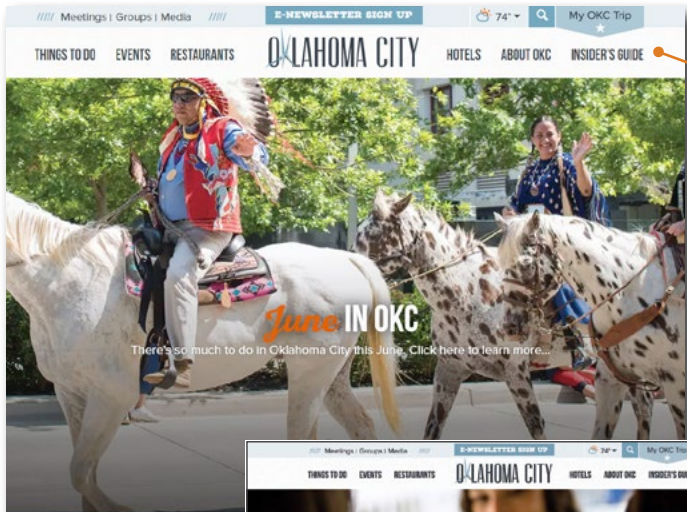 ///// Meetings | Groups | Media /////
E-NEWSLETTER SIGN UP
74°
My OKC Trip
THINGS TO DO EVENTS RESTAURANTS OKLAHOMA CITY HOTELS ABOUT OKC INSIDER'S GUIDE
June IN OKC
There's so much to do in Oklahoma City this June. Click here to learn more...
///// Meetings | Groups | Media /////
E-NEWSLETTER SIGN UP
74°
My OKC Trip
THINGS TO DO EVENTS RESTAURANTS OKLAHOMA CITY HOTELS ABOUT OKC INSIDER'S GUI